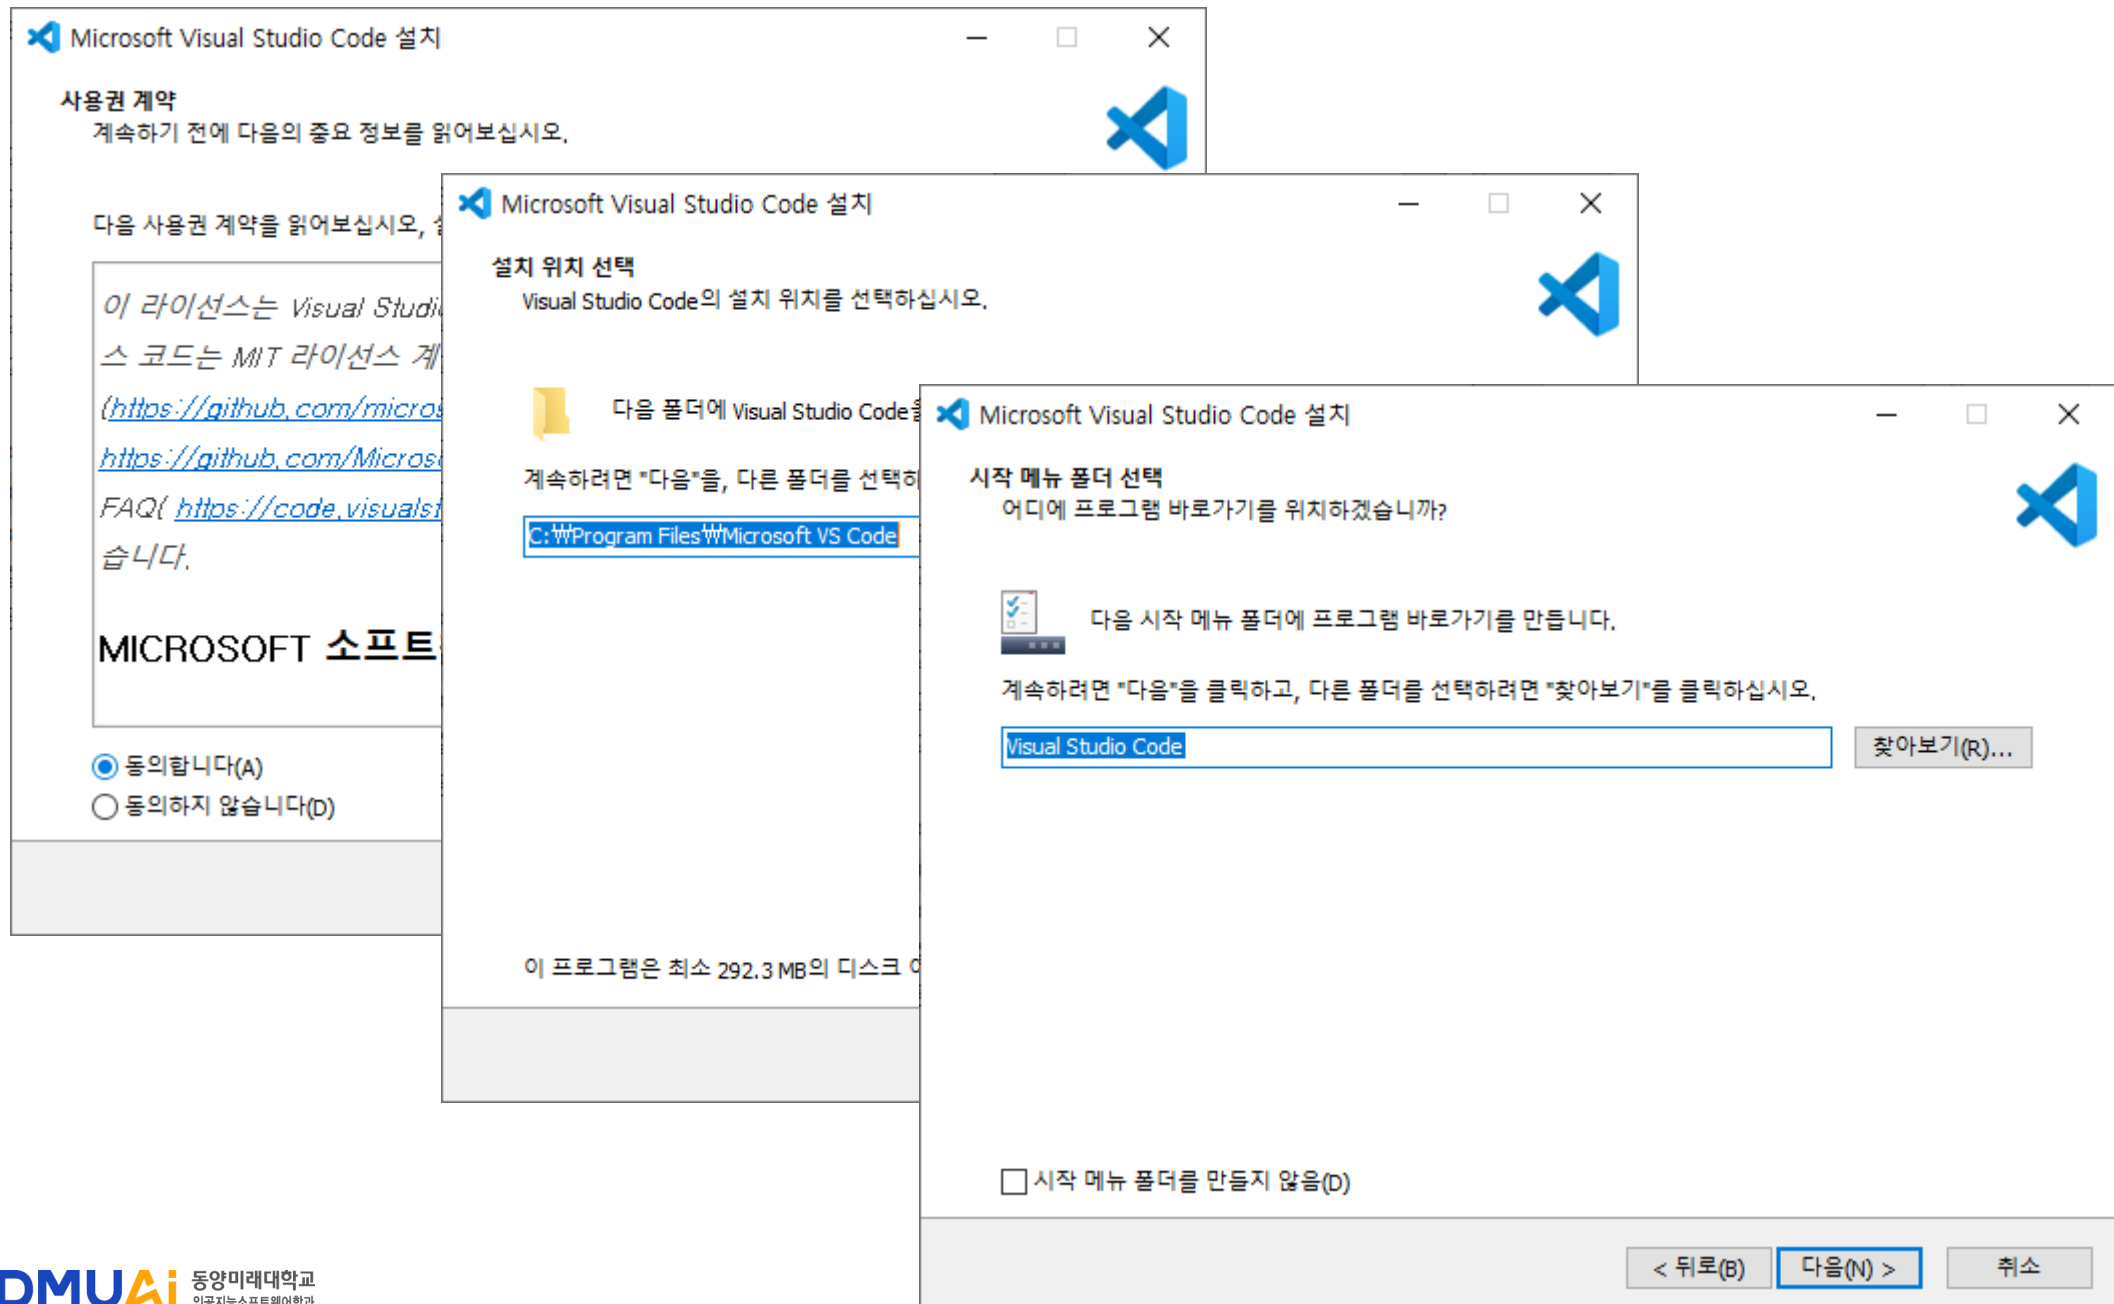 Microsoft Visual Studio Code 설치
사용권 계약
계속하기 전에 다음의 중요 정보를 읽어보십시오.
다음 사용권 계약을 읽어보십시오,
이 라이선스는 Visual Studi
스 코드는 MIT 라이선스 계
(https://github.com/micros
https://github.com/Micros
FAQ( https://code.visualst
습니다.
MICROSOFT 소프트
동의합니다(A)
동의하지 않습니다(D)
Microsoft Visual Studio Code 설치
설치 위치 선택
Visual Studio Code의 설치 위치를 선택하십시오.
다음 폴더에 Visual Studio Code
계속하려면 "다음"을, 다른 폴더를 선택하
C:₩Program Files₩Microsoft VS Code
이 프로그램은 최소 292.3 MB의 디스크
Microsoft Visual Studio Code 설치
시작 메뉴 폴더 선택
어디에 프로그램 바로가기를 위치하겠습니까?
다음 시작 메뉴 폴더에 프로그램 바로가기를 만듭니다.
계속하려면 "다음"을 클릭하고, 다른 폴더를 선택하려면 "찾아보기"를 클릭하십시오.
Visual Studio Code
찾아보기(R)...
시작 메뉴 폴더를 만들지 않음(D)
< 뒤로(B)
다음(N) >
취소
DMUAi 동양미래대학교
인공지능소프트웨어학과